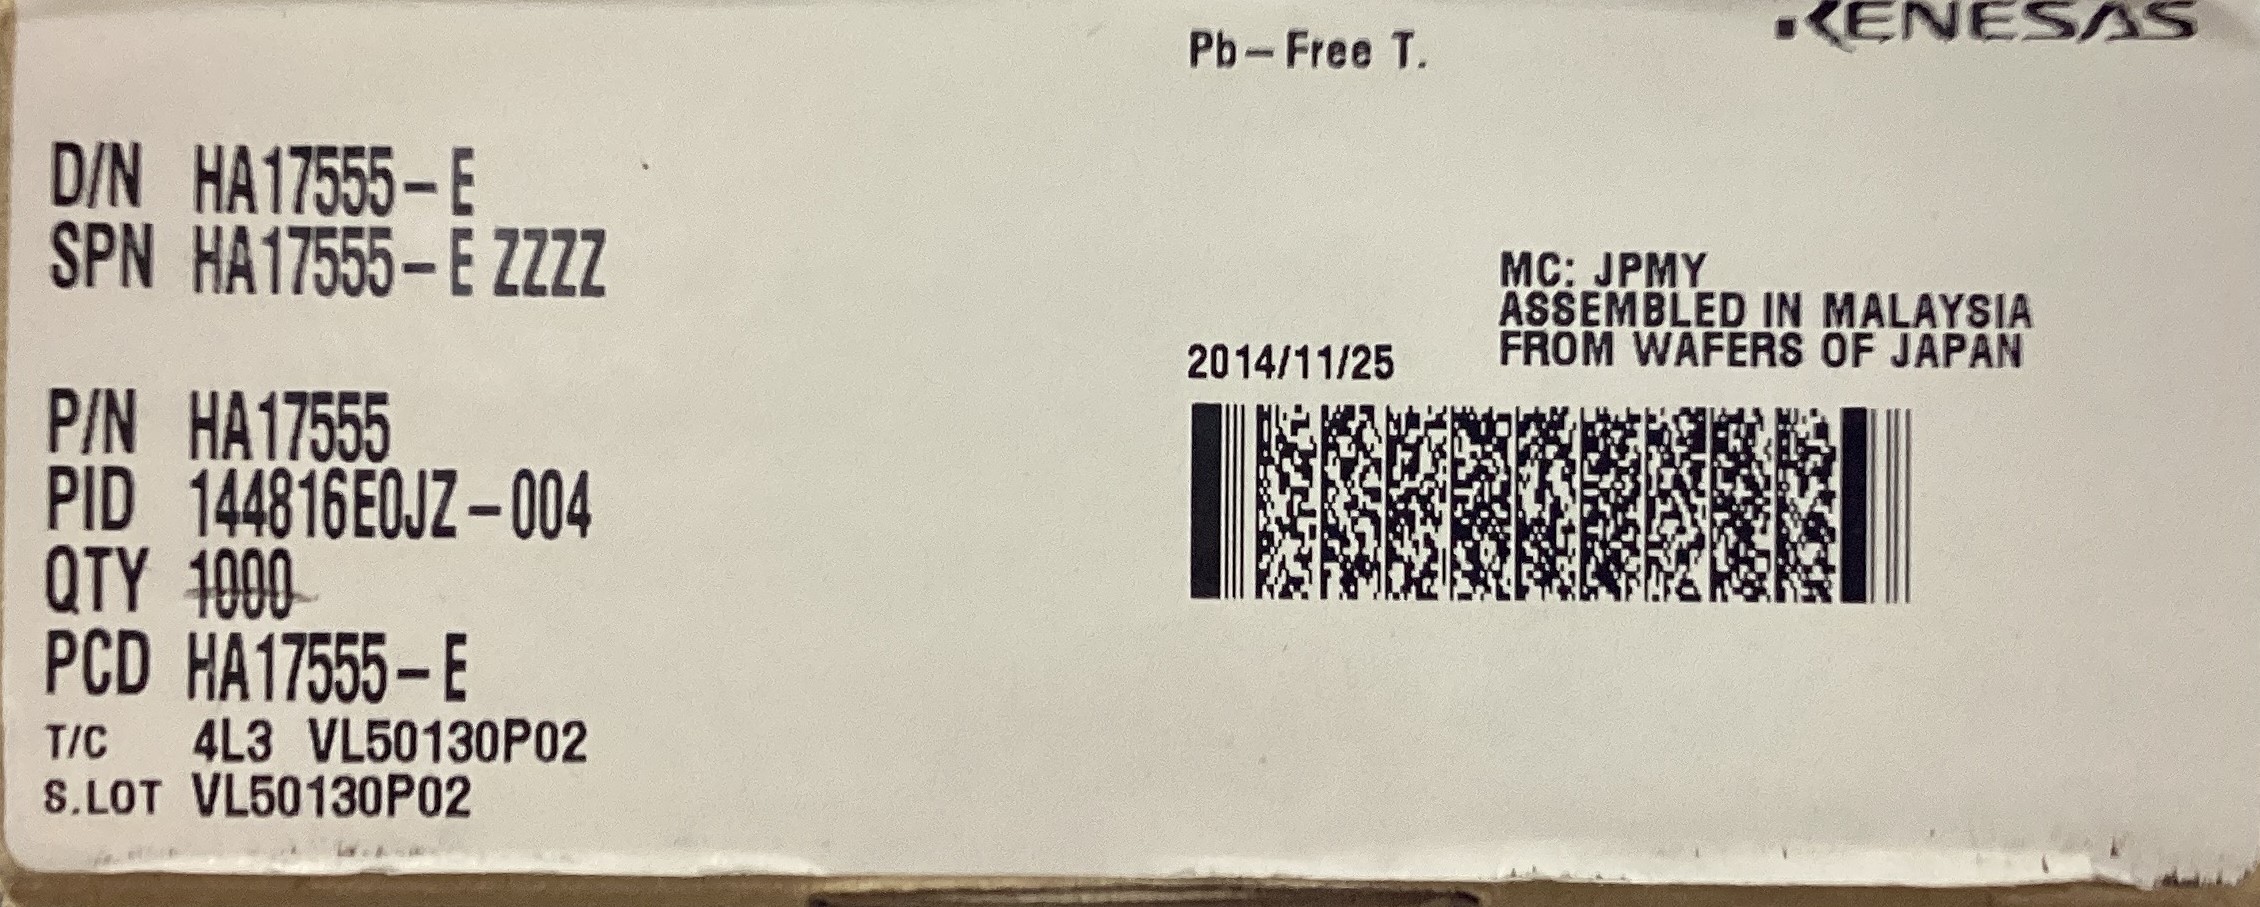 RENESAS
Pb-Free T.
D/N HA17555-E
SPN HA17555-E ZZZZ
MC: JPMY
ASSEMBLED IN MALAYSIA
FROM WAFERS OF JAPAN
2014/11/25
P/N HA17555
PID 144816E0JZ-004
QTY 1000
PCD HA17555-E
T/C 4L3 VL50130P02
S.LOT VL50130P02